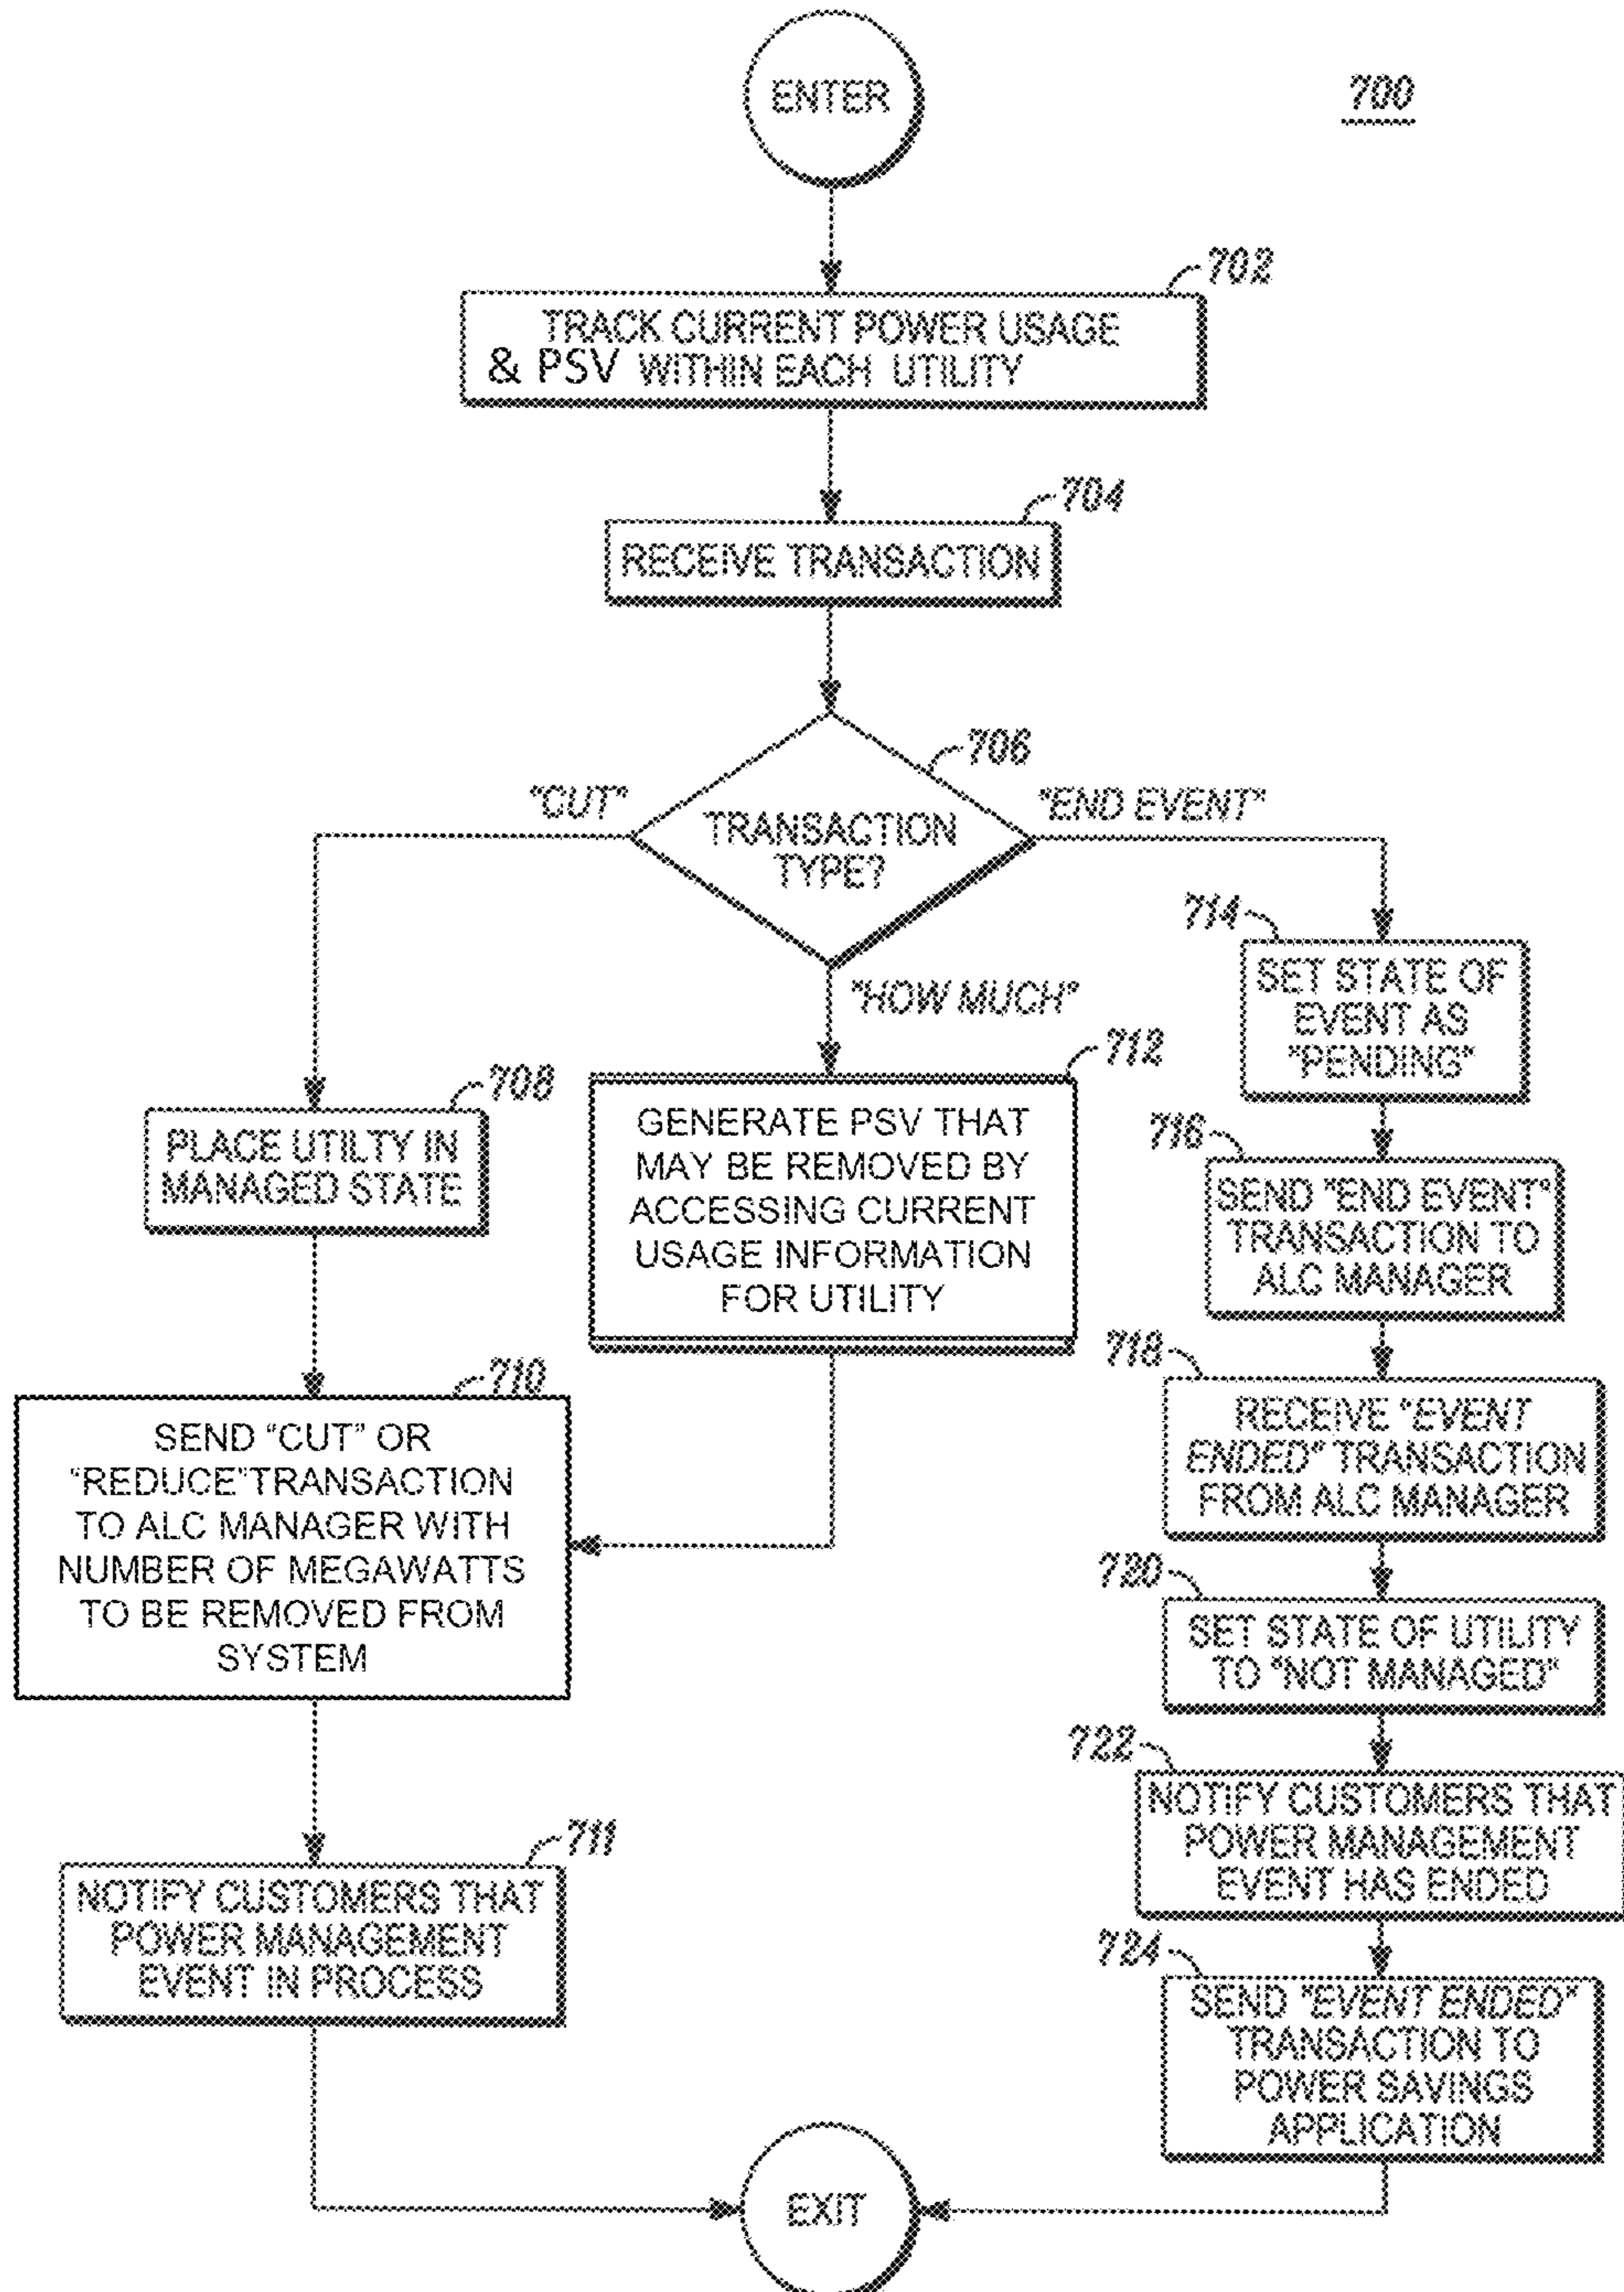 ENTER
700
702
TRACK CURRENT POWER USAGE
& PSV WITHIN EACH UTILITY
704
RECEIVE TRANSACTION
706
"CUT"
TRANSACTION
TYPE?
"END EVENT"
"HOW MUCH"
708
PLACE UTILTY IN
MANAGED STATE
712
GENERATE PSV THAT
MAY BE REMOVED BY
ACCESSING CURRENT
USAGE INFORMATION
FOR UTILITY
710
SEND "CUT" OR
"REDUCE"TRANSACTION
TO ALC MANAGER WITH
NUMBER OF MEGAWATTS
TO BE REMOVED FROM
SYSTEM
711
NOTIFY CUSTOMERS THAT
POWER MANAGEMENT
EVENT IN PROCESS
714
SET STATE OF
EVENT AS
"PENDING"
716
SEND "END EVENT"
TRANSACTION TO
ALC MANAGER
718
RECEIVE "EVENT
ENDED" TRANSACTION
FROM ALC MANAGER
720
SET STATE OF UTILITY
TO "NOT MANAGED"
722
NOTIFY CUSTOMERS THAT
POWER MANAGEMENT
EVENT HAS ENDED
724
SEND "EVENT ENDED"
TRANSACTION TO
POWER SAVINGS
APPLICATION
EXIT